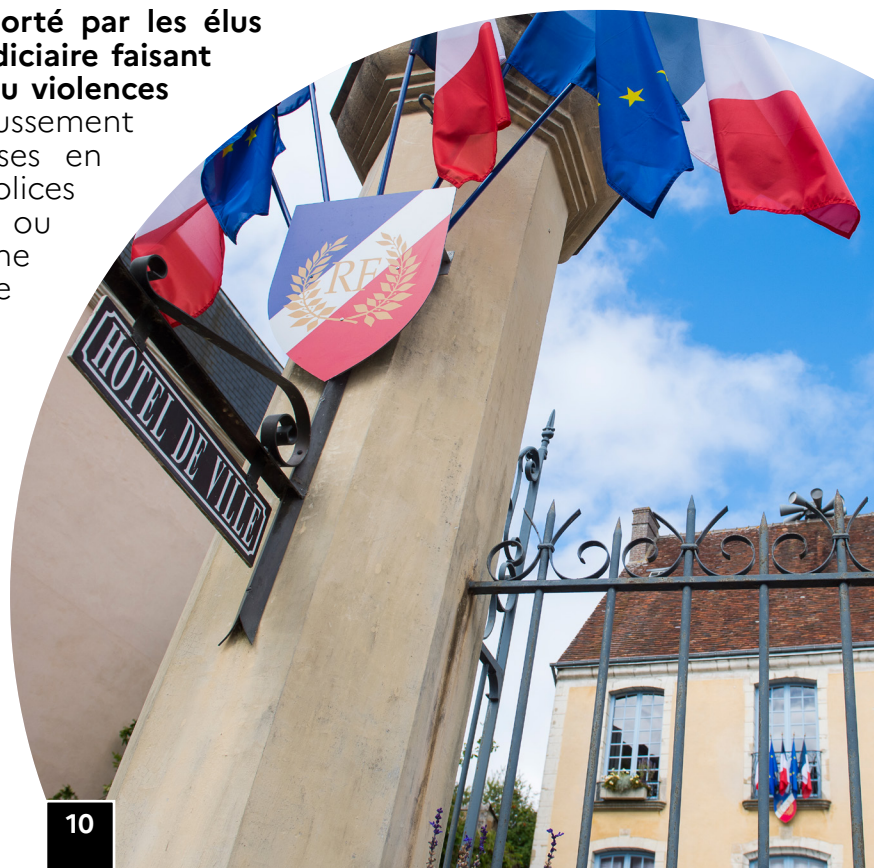 orté par les élus
diciaire faisant
u violences
ussement
ses en
olices
ou
ne
e
RF
HOTEL DE VILLE
10